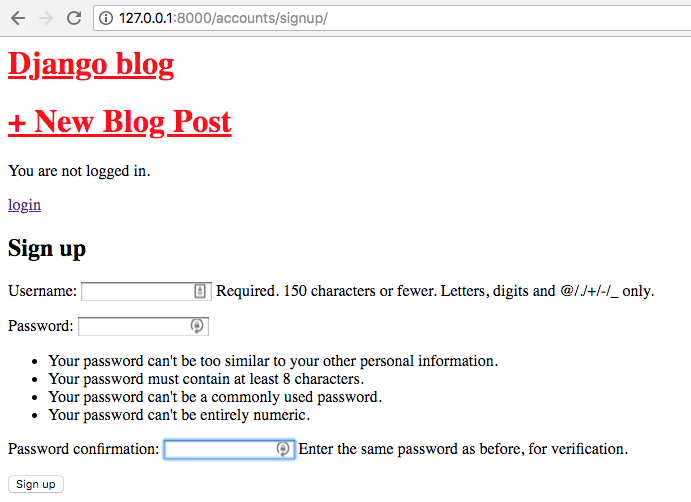 127.0.0.1:8000/accounts/signup/
Django blog
+ New Blog Post
You are not logged in.
login
Sign up
Username: Required. 150 characters or fewer. Letters, digits and @/./+/-/_ only.
Password:
• Your password can't be too similar to your other personal information.
• Your password must contain at least 8 characters.
• Your password can't be a commonly used password.
• Your password can't be entirely numeric.
Password confirmation: Enter the same password as before, for verification.
Sign up